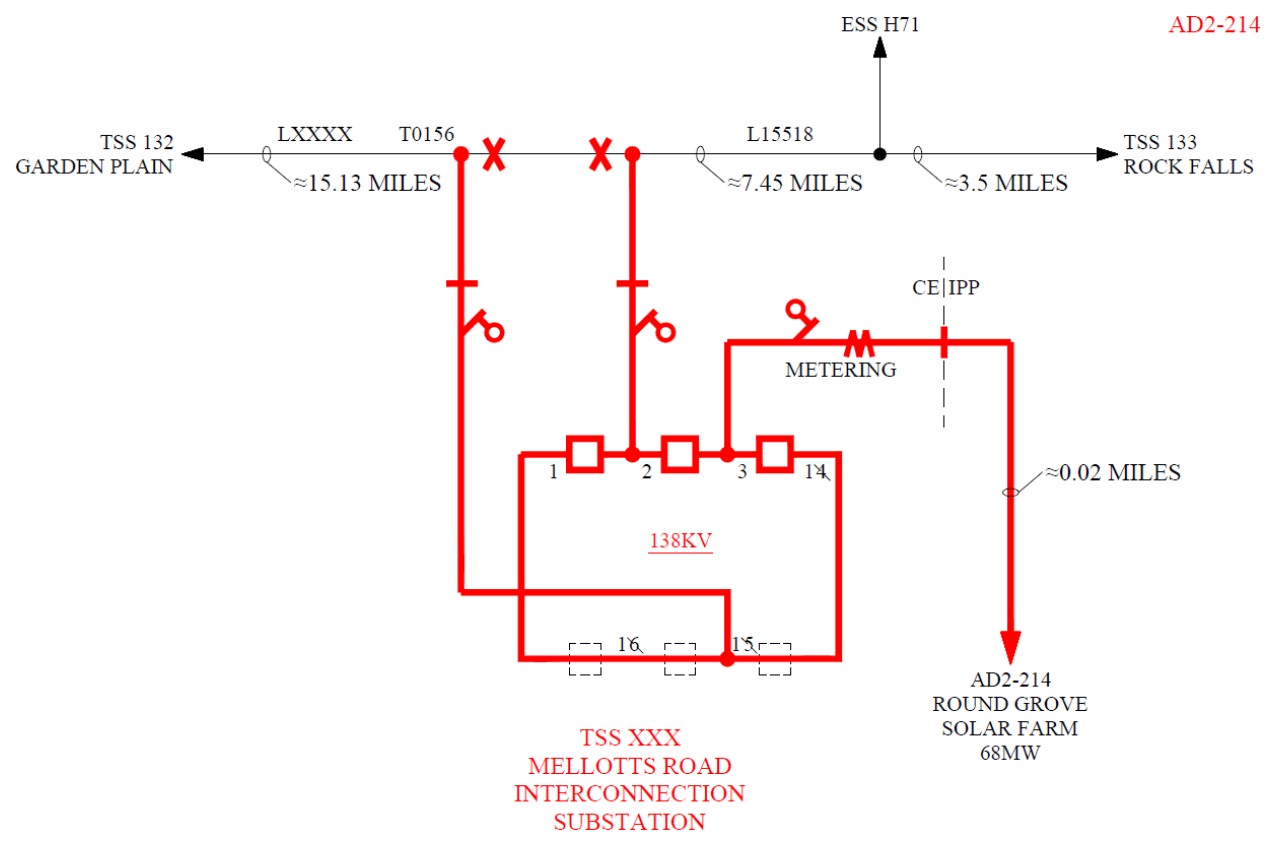 ESS H71
AD2-214
TSS 132
GARDEN PLAIN
LXXXX
T0156
L15518
TSS 133
ROCK FALLS
≈15.13 MILES
≈7.45 MILES
≈3.5 MILES
CE IPP
METERING
1
2
3
14
≈0.02 MILES
138KV
16
15
AD2-214
ROUND GROVE
SOLAR FARM
68MW
TSS XXX
MELLOTTS ROAD
INTERCONNECTION
SUBSTATION